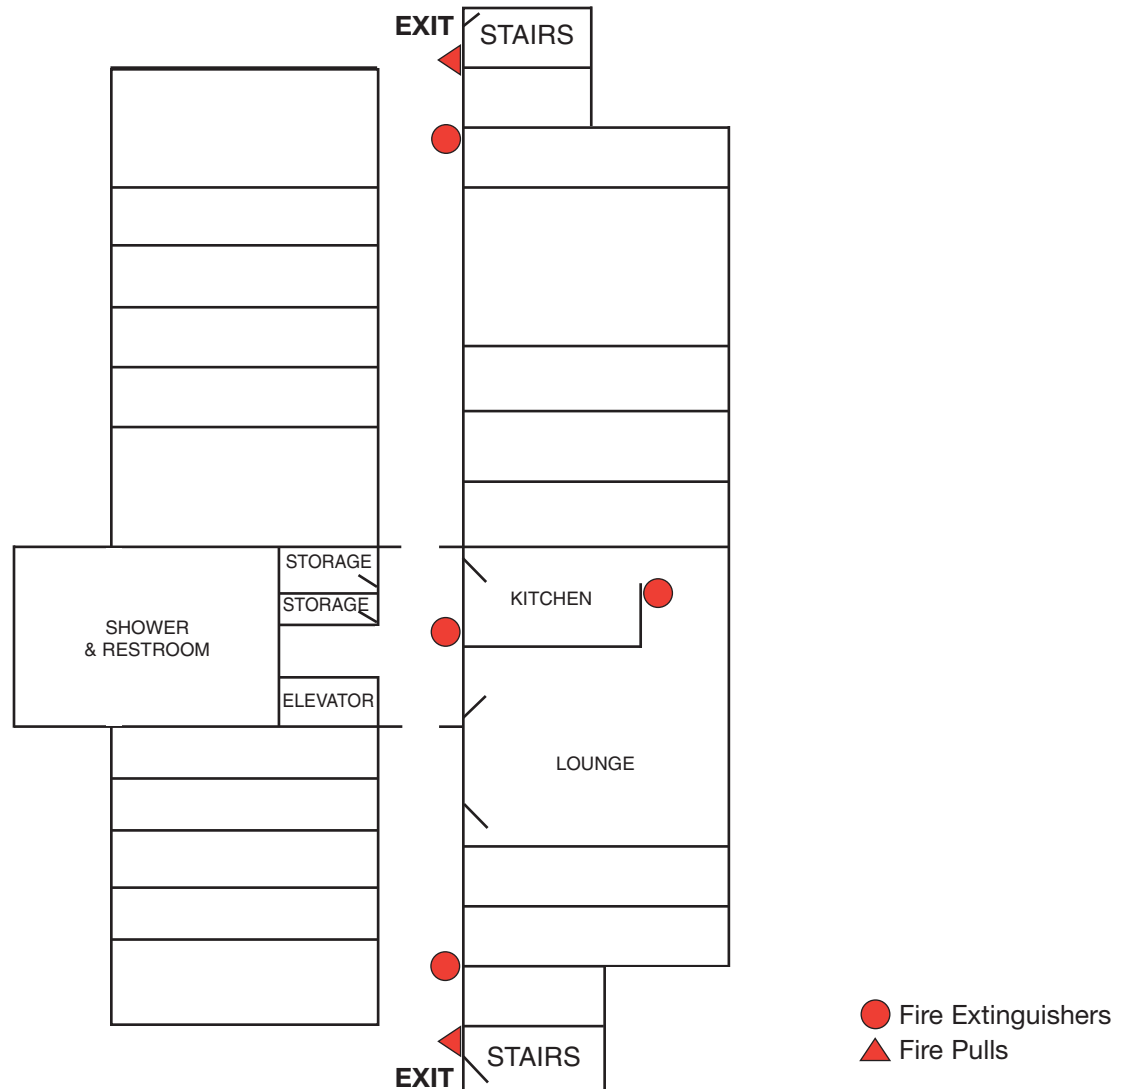 EXIT
STAIRS
STORAGE
STORAGE
KITCHEN
SHOWER
& RESTROOM
ELEVATOR
LOUNGE
Fire Extinguishers
Fire Pulls
STAIRS
EXIT